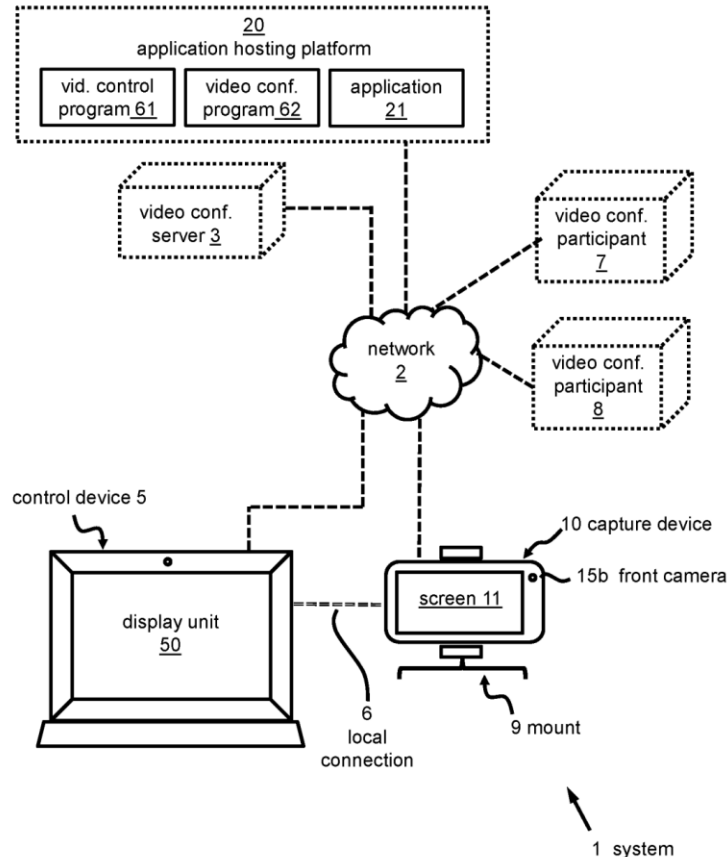 20
application hosting platform
vid. control
program 61
video conf.
program 62
application
21
video conf.
server 3
video conf.
participant
7
network
2
video conf.
participant
8
control device 5
10 capture device
15b front camera
screen 11
display unit
50
6
local
connection
9 mount
1 system